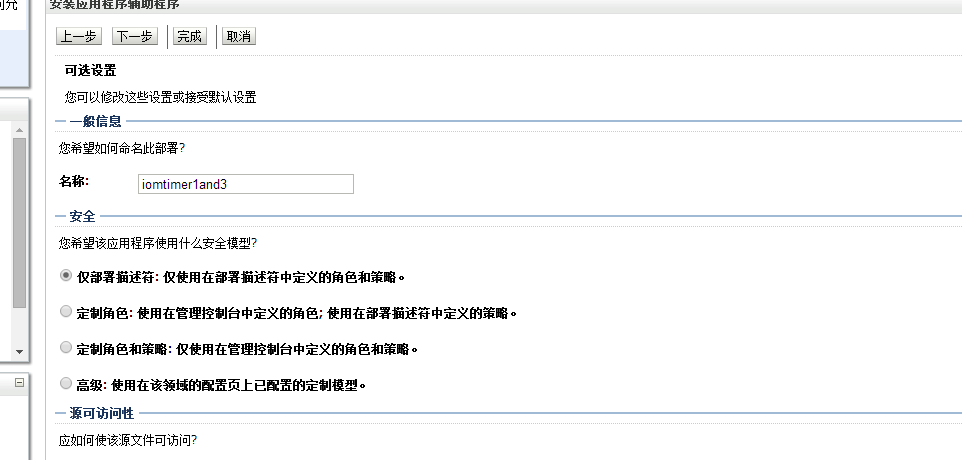 安装应用程序辅助程序
上一步 下一步 完成 取消
可选设置
您可以修改这些设置或接受默认设置
一般信息
您希望如何命名此部署?
名称: iomtimer1and3
安全
您希望该应用程序使用什么安全模型?
仅部署描述符: 仅使用在部署描述符中定义的角色和策略。
定制角色: 使用在管理控制台中定义的角色; 使用在部署描述符中定义的策略。
定制角色和策略: 仅使用在管理控制台中定义的角色和策略。
高级: 使用在该领域的配置页上已配置的定制模型。
源可访问性
应如何使该源文件可访问?